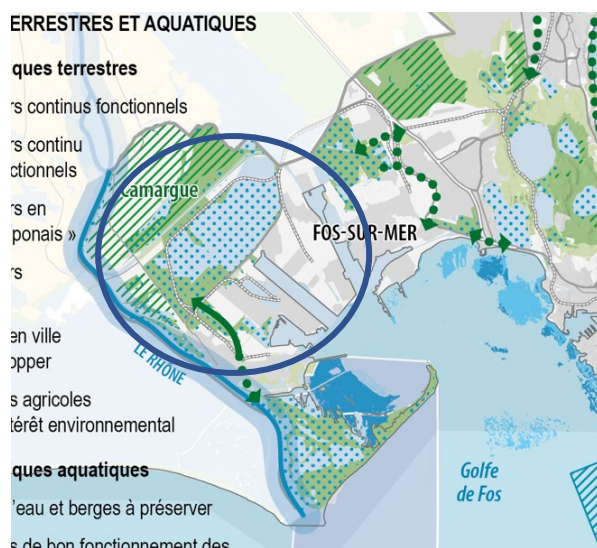 ERRESTRES ET AQUATIQUES
ques terrestres
rs continus fonctionnels
rs continu
ctionnels
Camargue
rs en
ponais »
FOS-SUR-MER
rs
en ville
opper
LE RHÔNE
s agricoles
térêt environnemental
ques aquatiques
Golfe
de Fos
'eau et berges à préserver
s de bon fonctionnement des